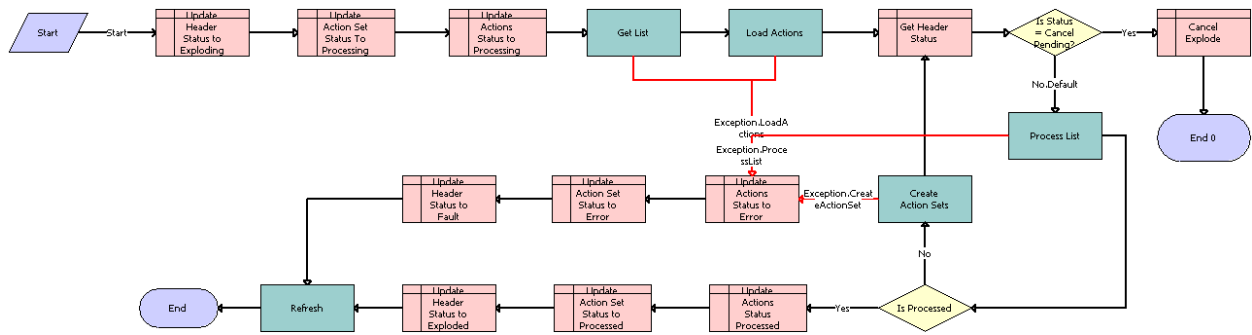 Start
Start
Update
Header
Status to
Exploding
Update
Action Set
Status To
Processing
Update
Actions
Status to
Processing
Get List
Load Actions
Get Header
Status
Is Status
= Cancel
Pending?
Yes
Cancel
Explode
No.Default
Exception.LoadA
ctions
Exception.Proce
ssList
Process List
End 0
Update
Header
Status to
Fault
Update
Action Set
Status to
Error
Update
Actions
Status to
Error
Exception.Creat
eActionSet
Create
Action Sets
No
End
Refresh
Update
Header
Status to
Exploded
Update
Action Set
Status to
Processed
Update
Actions
Status
Processed
Yes
Is Processed